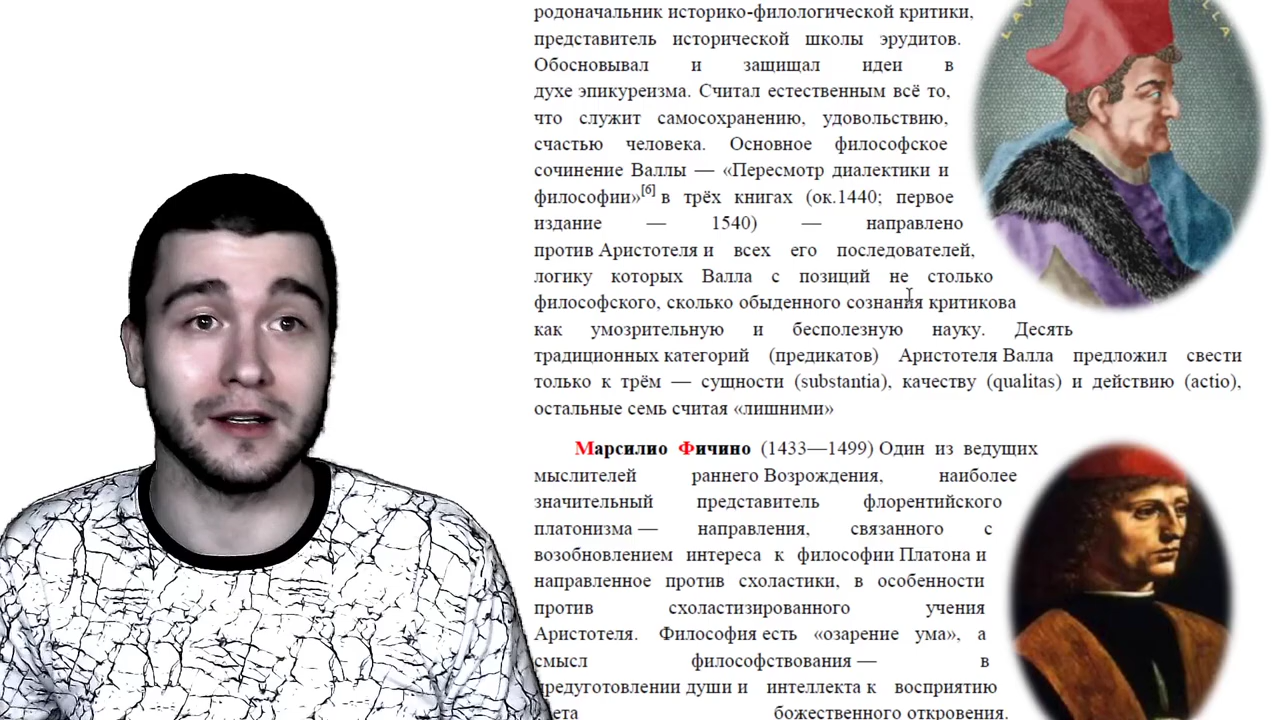 родоначальник историко-филологической критики,
представитель исторической школы эрудитов.
Обосновывал и защищал идеи в
духе эпикуреизма. Считал естественным всё то,
что служит самосохранению, удовольствию,
счастью человека. Основное философское
сочинение Валлы — «Пересмотр диалектики и
философии»[6] в трёх книгах (ок.1440; первое
издание — 1540) — направлено
против Аристотеля и всех его последователей,
логику которых Валла с позиций не столько
философского, сколько обыденного сознания критикова
как умозрительную и бесполезную науку. Десять
традиционных категорий (предикатов) Аристотеля Валла предложил свести
только к трём — сущности (substantia), качеству (qualitas) и действию (actio),
остальные семь считая «лишними»
Марсилио Фичино (1433—1499) Один из ведущих
мыслителей раннего Возрождения, наиболее
значительный представитель флорентийского
платонизма — направления, связанного с
возобновлением интереса к философии Платона и
направленное против схоластики, в особенности
против схоластизированного учения
Аристотеля. Философия есть «озарение ума», а
смысл философствования — в
предуготовлении души и интеллекта к восприятию
божественного откровения.